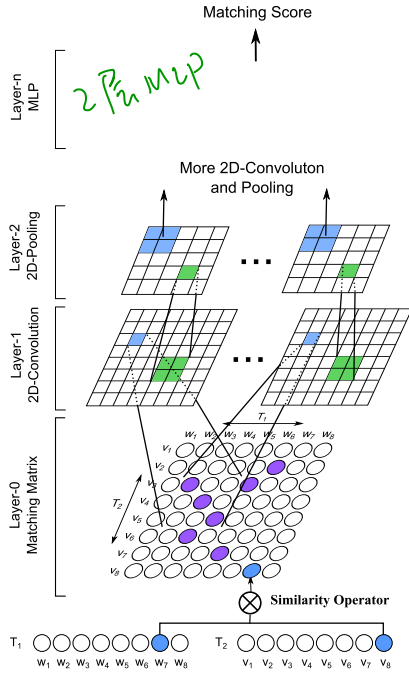 Matching Score
Layer-n
MLP
2层 MLP
More 2D-Convoluton
and Pooling
Layer-2
2D-Pooling
...
...
Layer-1
2D-Convolution
...
Layer-0
Matching Matrix
T₁
w₁ w₂ w₃ w₄ w₅ w₆ w₇ w₈
v₁
v₂
v₃
v₄
v₅
v₆
v₇
v₈
T₂
Similarity Operator
T₁
w₁ w₂ w₃ w₄ w₅ w₆ w₇ w₈
T₂
v₁ v₂ v₃ v₄ v₅ v₆ v₇ v₈